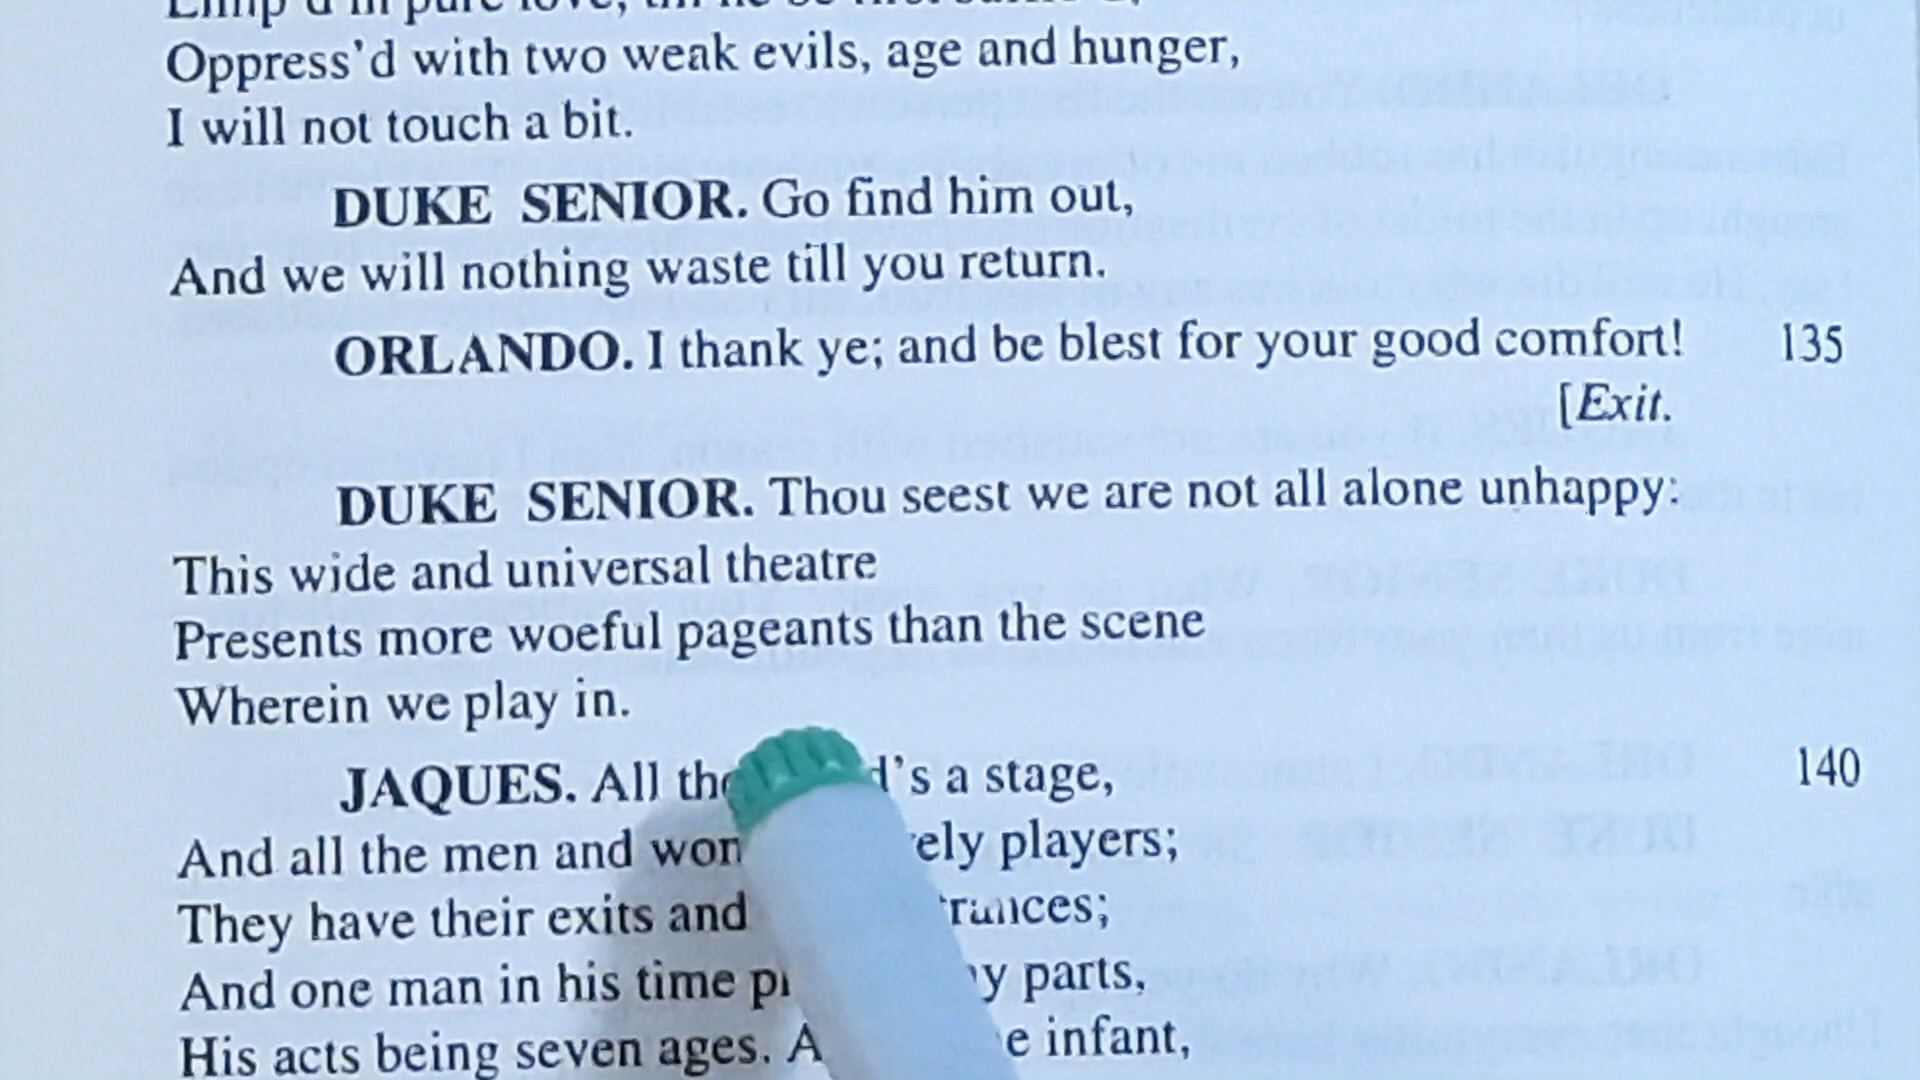 Oppress'd with two weak evils, age and hunger,
I will not touch a bit.
DUKE SENIOR. Go find him out,
And we will nothing waste till you return.
ORLANDO. I thank ye; and be blest for your good comfort! 135
[Exit.
DUKE SENIOR. Thou seest we are not all alone unhappy:
This wide and universal theatre
Presents more woeful pageants than the scene
Wherein we play in.
JAQUES. All the a stage, 140
And all the men and players;
They have their exits and
And one man in his time parts,
His acts being seven ages. infant,